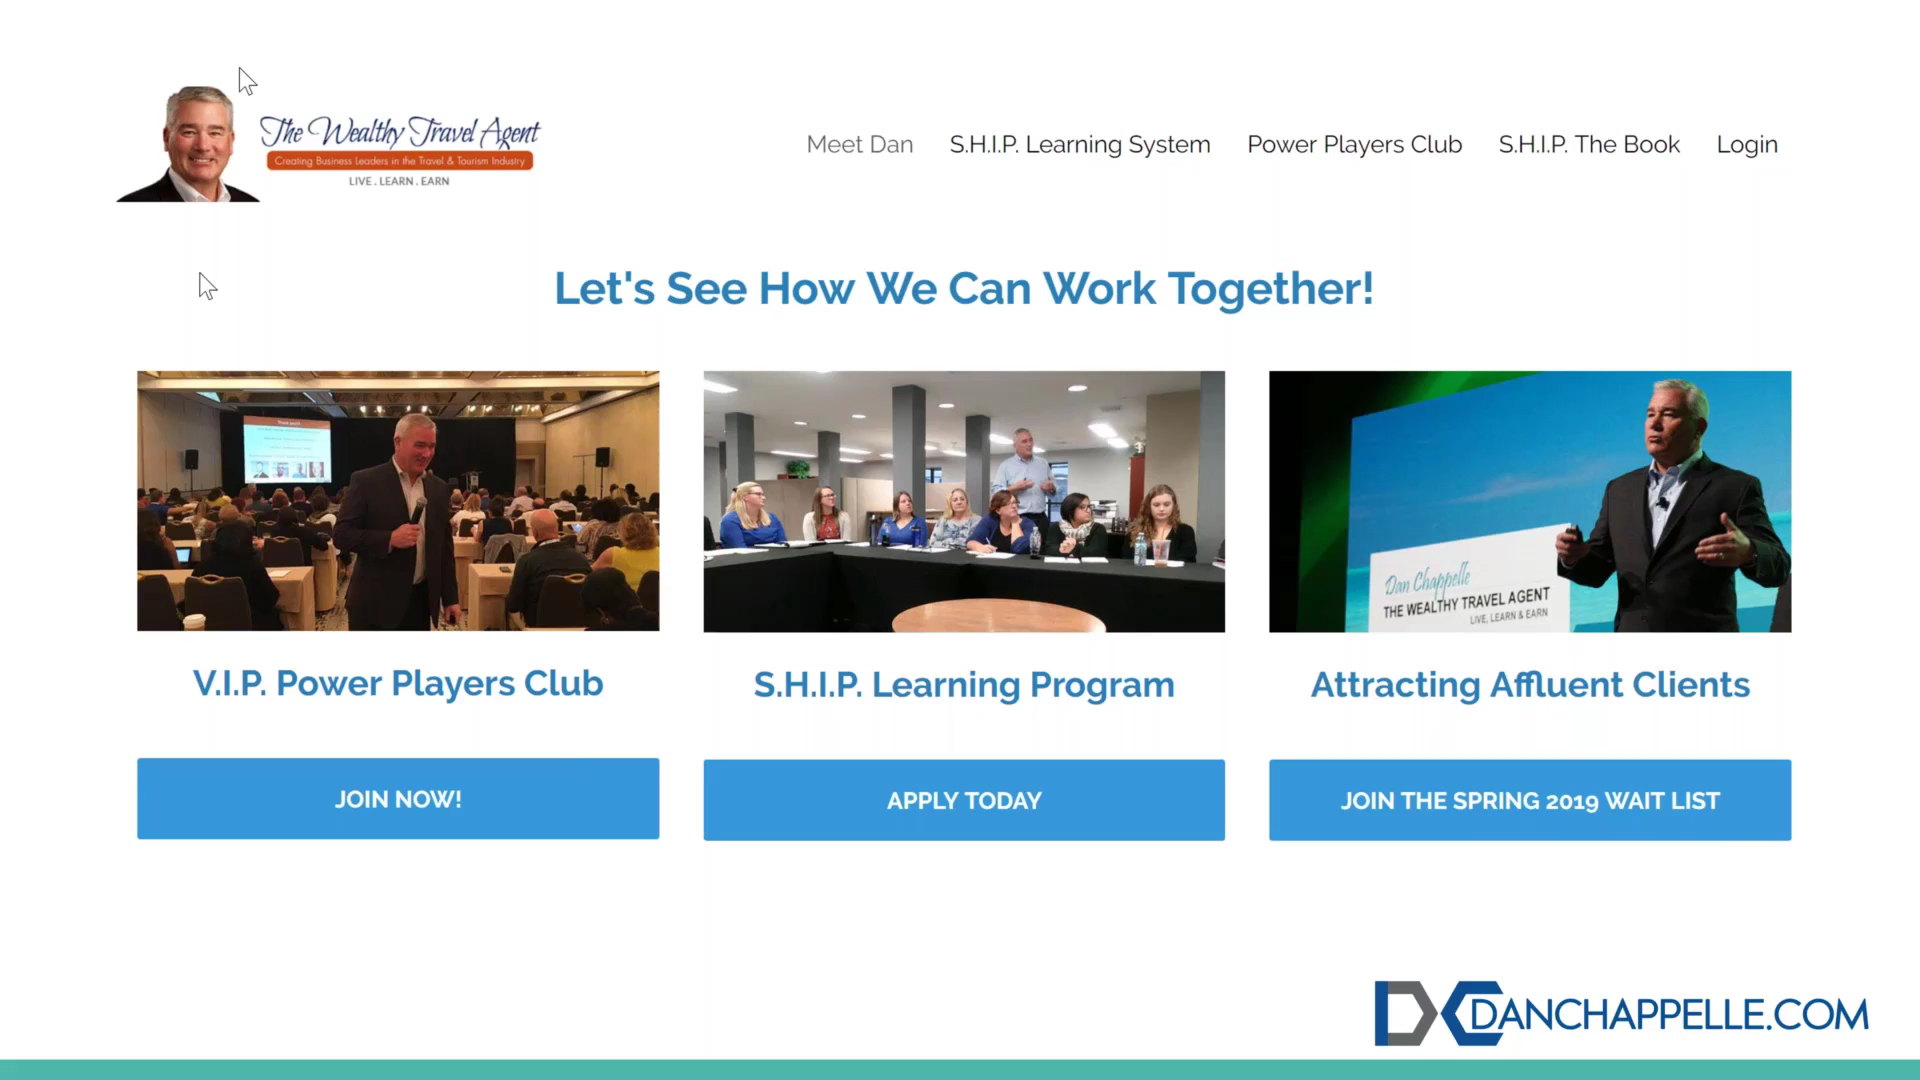 The Wealthy Travel Agent
Creating Business Leaders in the Travel & Tourism Industry
LIVE . LEARN . EARN
Meet Dan S.H.I.P. Learning System Power Players Club S.H.I.P. The Book Login
Let's See How We Can Work Together!
Dan Chappelle
THE WEALTHY TRAVEL AGENT
LIVE, LEARN & EARN
V.I.P. Power Players Club
S.H.I.P. Learning Program
Attracting Affluent Clients
JOIN NOW!
APPLY TODAY
JOIN THE SPRING 2019 WAIT LIST
DC DANCHAPPELLE.COM